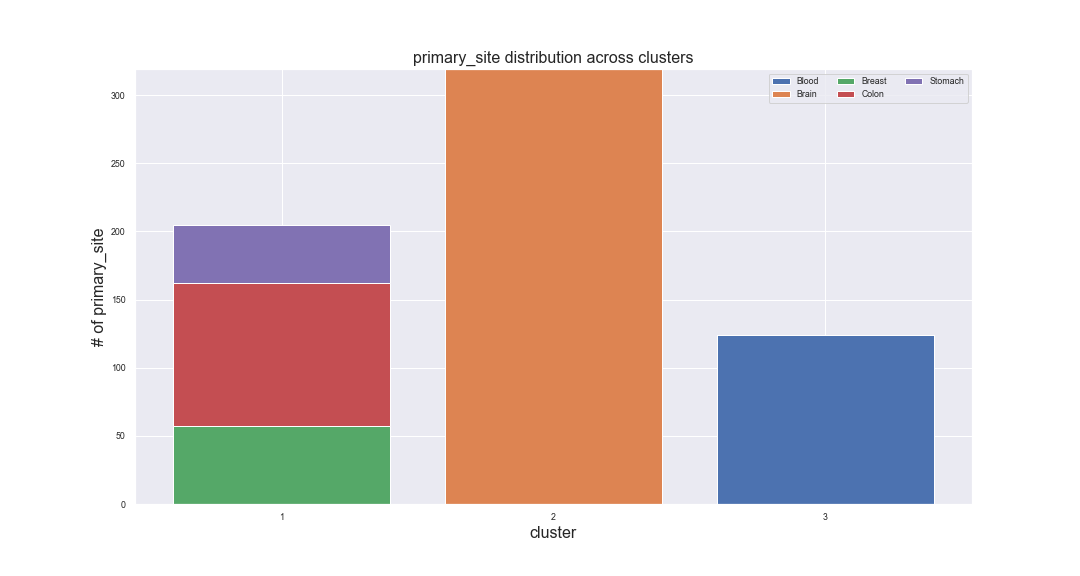 primary_site distribution across clusters
Blood Breast Stomach
Brain Colon
# of primary_site
300
250
200
150
100
50
0
1 2 3
cluster